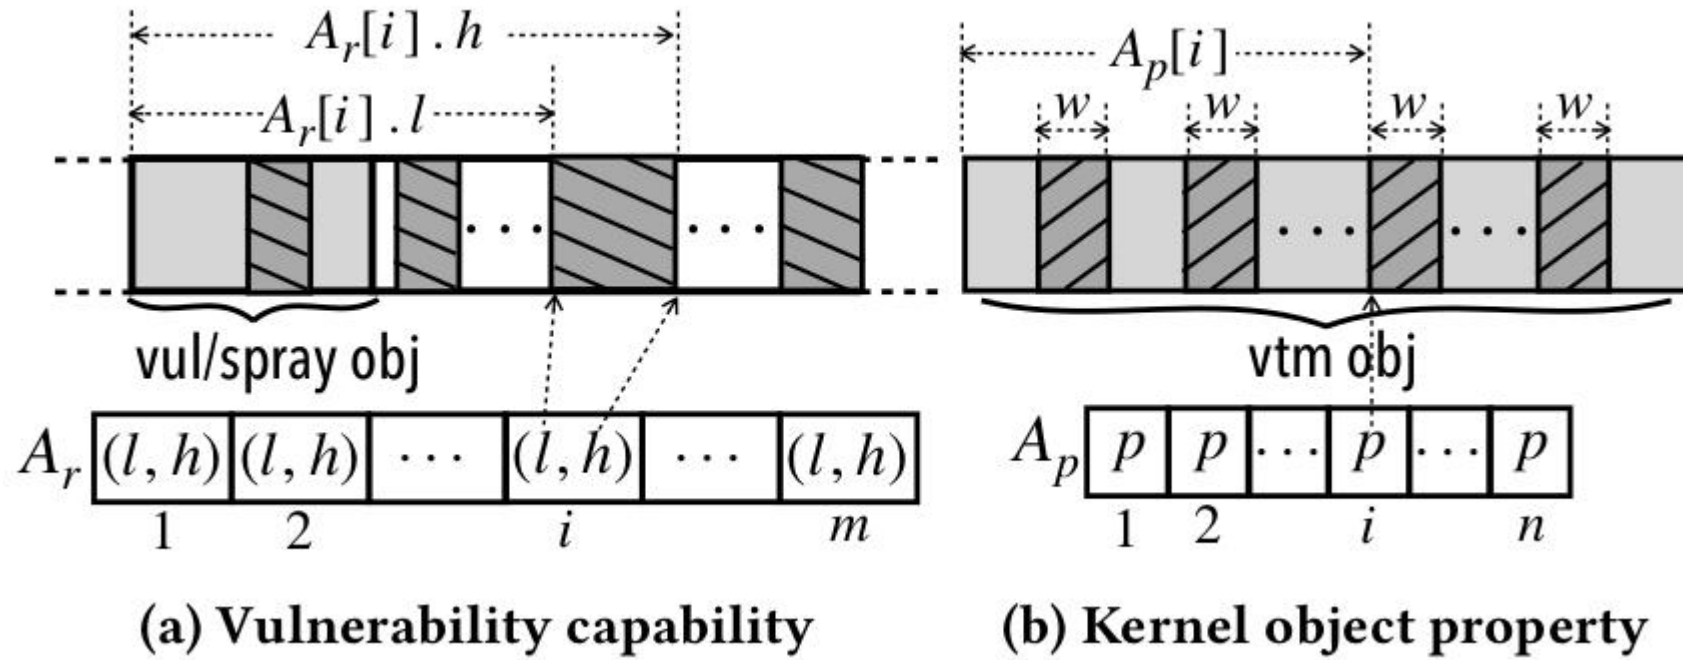 A_r[i] . h
A_r[i] . l
vul/spray obj
A_r (l, h) (l, h) · · · (l, h) · · · (l, h)
1 2 i m
(a) Vulnerability capability
A_p[i]
w w w w
· · · · · ·
vtm obj
A_p p p · · · p · · · p
1 2 i n
(b) Kernel object property